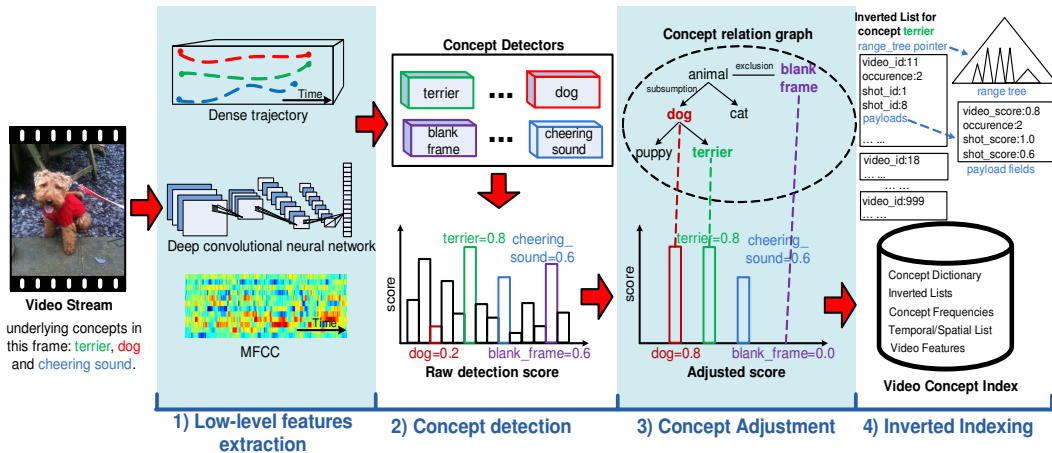 Video Stream
underlying concepts in
this frame: terrier, dog
and cheering sound.
Time
Dense trajectory
Deep convolutional neural network
Time
MFCC
1) Low-level features
extraction
Concept Detectors
terrier
...
dog
blank
frame
...
cheering
sound
score
terrier=0.8
cheering_
sound=0.6
dog=0.2
blank_frame=0.6
Raw detection score
2) Concept detection
Concept relation graph
animal
exclusion
blank
frame
subsumption
dog
cat
puppy
terrier
score
terrier=0.8
cheering_
sound=0.6
dog=0.8
blank_frame=0.0
Adjusted score
3) Concept Adjustment
Inverted List for
concept terrier
range_tree pointer
video_id:11
occurence:2
shot_id:1
shot_id:8
payloads
... ...
range tree
video_score:0.8
occurence:2
shot_score:1.0
shot_score:0.6
payload fields
video_id:18
... ...
... ...
video_id:999
... ...
Concept Dictionary
Inverted Lists
Concept Frequencies
Temporal/Spatial List
Video Features
Video Concept Index
4) Inverted Indexing